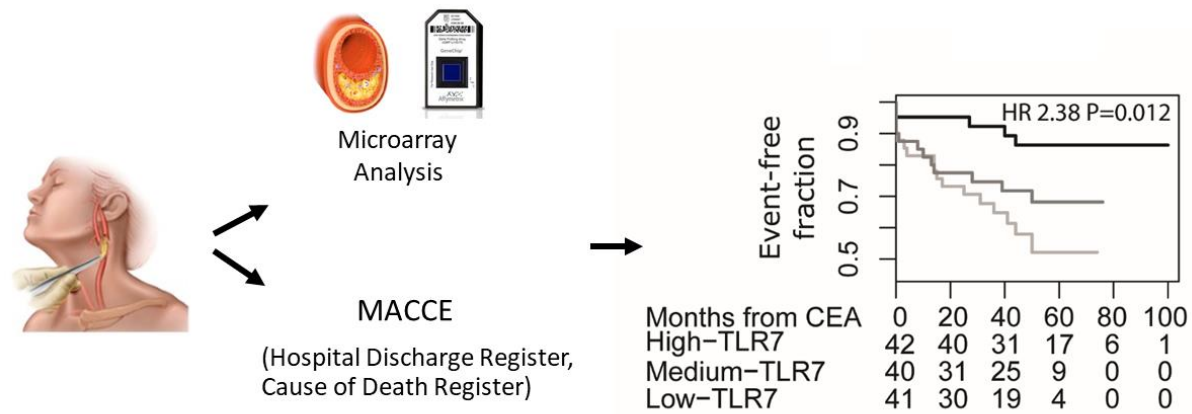 GeneChip
Affymetrix
Microarray
Analysis
MACCE
(Hospital Discharge Register,
Cause of Death Register)
HR 2.38 P=0.012
Event-free
fraction
0.9
0.7
0.5
Months from CEA 0 20 40 60 80 100
High−TLR7 42 40 31 17 6 1
Medium−TLR7 40 31 25 9 0 0
Low−TLR7 41 30 19 4 0 0